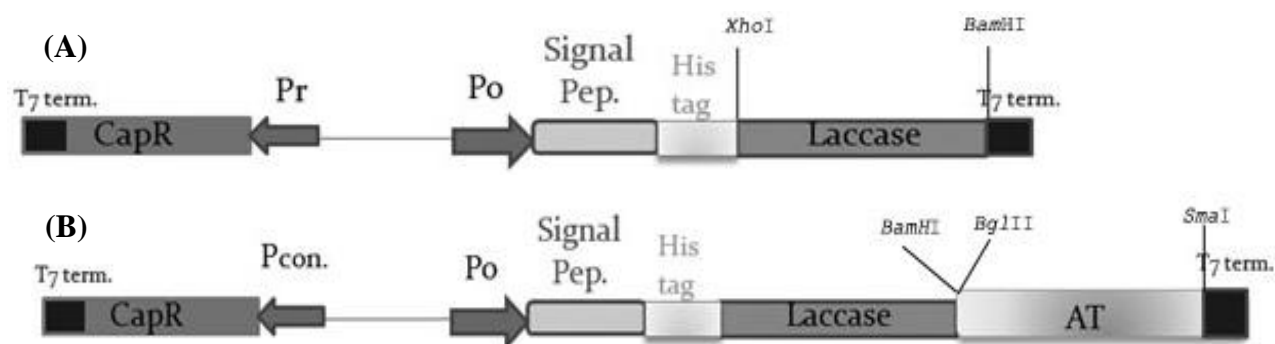 (A)
XhoI
BamHI
Signal
Pep.
His
tag
T7 term.
Pr
Po
T7 term.
CapR
Laccase
(B)
Signal
Pep.
His
tag
BamHI
BglII
SmaI
T7 term.
Pcon.
Po
T7 term.
CapR
Laccase
AT